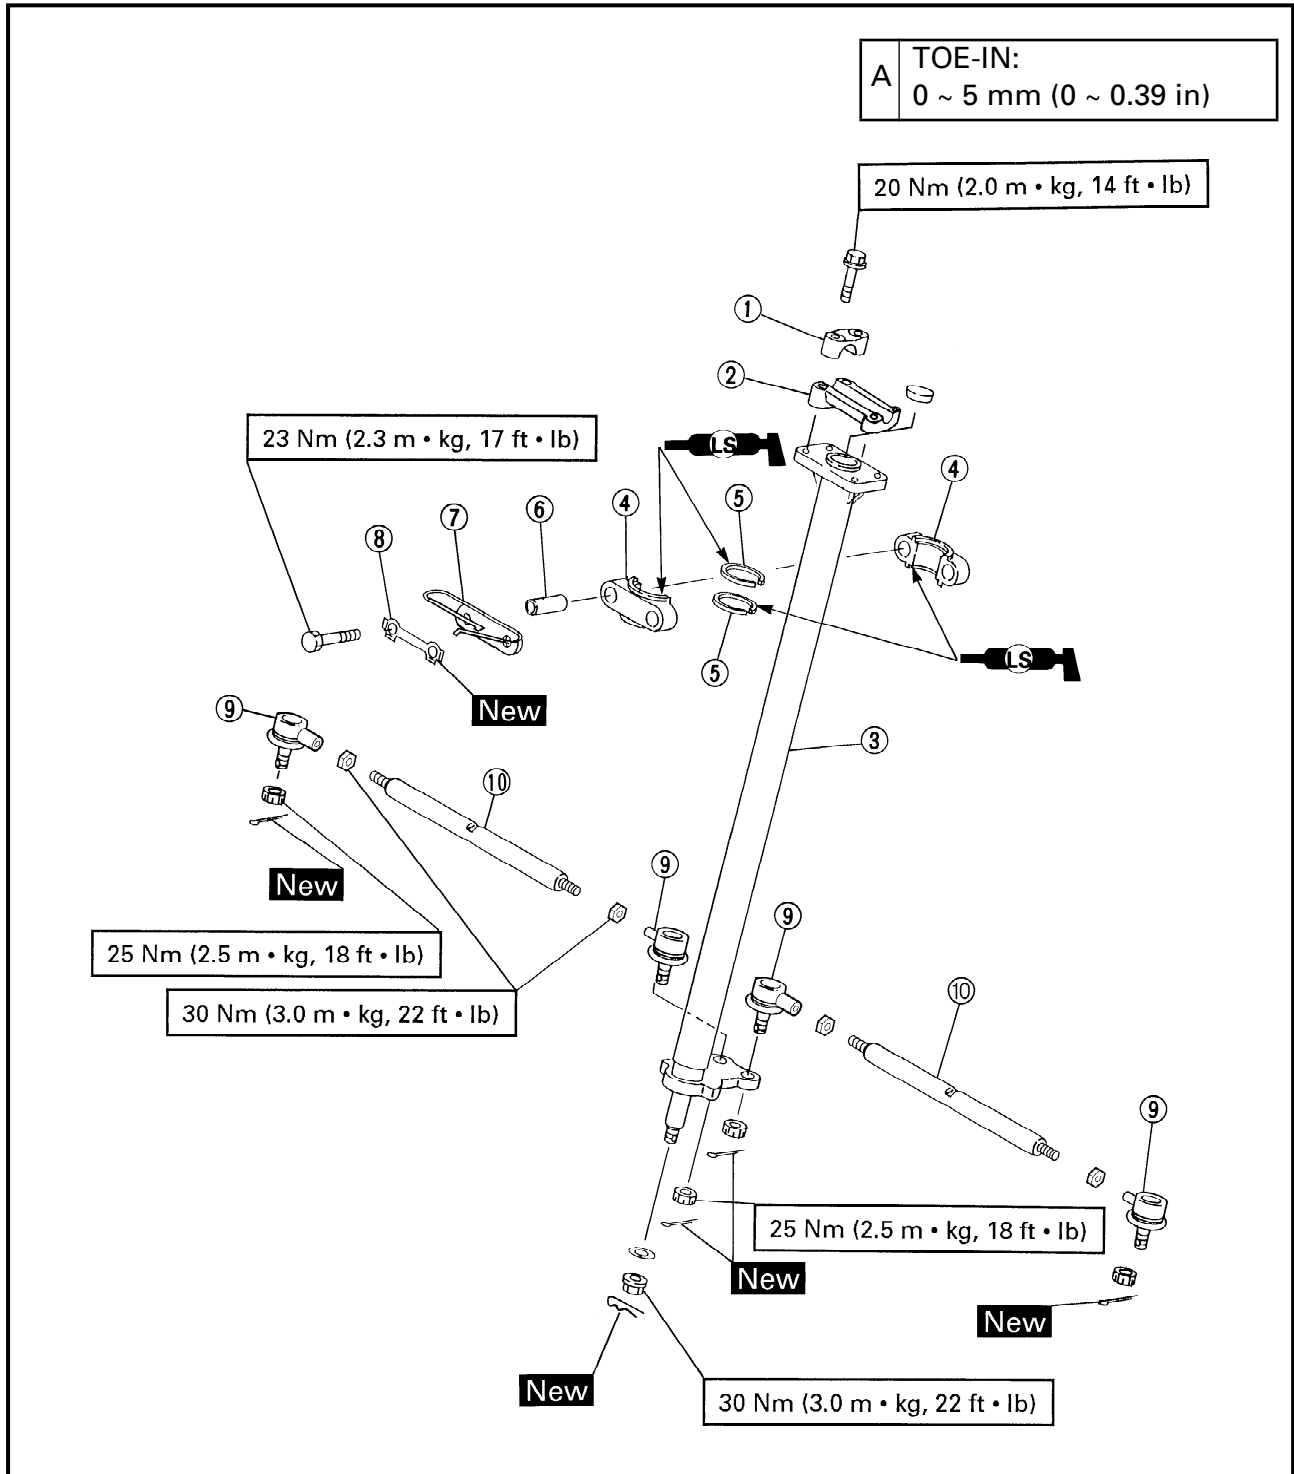 A
TOE-IN:
0 ~ 5 mm (0 ~ 0.39 in)
20 Nm (2.0 m • kg, 14 ft • lb)
1
2
23 Nm (2.3 m • kg, 17 ft • lb)
LS
4
5
4
6
7
8
5
LS
New
9
3
10
9
New
9
25 Nm (2.5 m • kg, 18 ft • lb)
10
30 Nm (3.0 m • kg, 22 ft • lb)
9
25 Nm (2.5 m • kg, 18 ft • lb)
New
New
New
30 Nm (3.0 m • kg, 22 ft • lb)